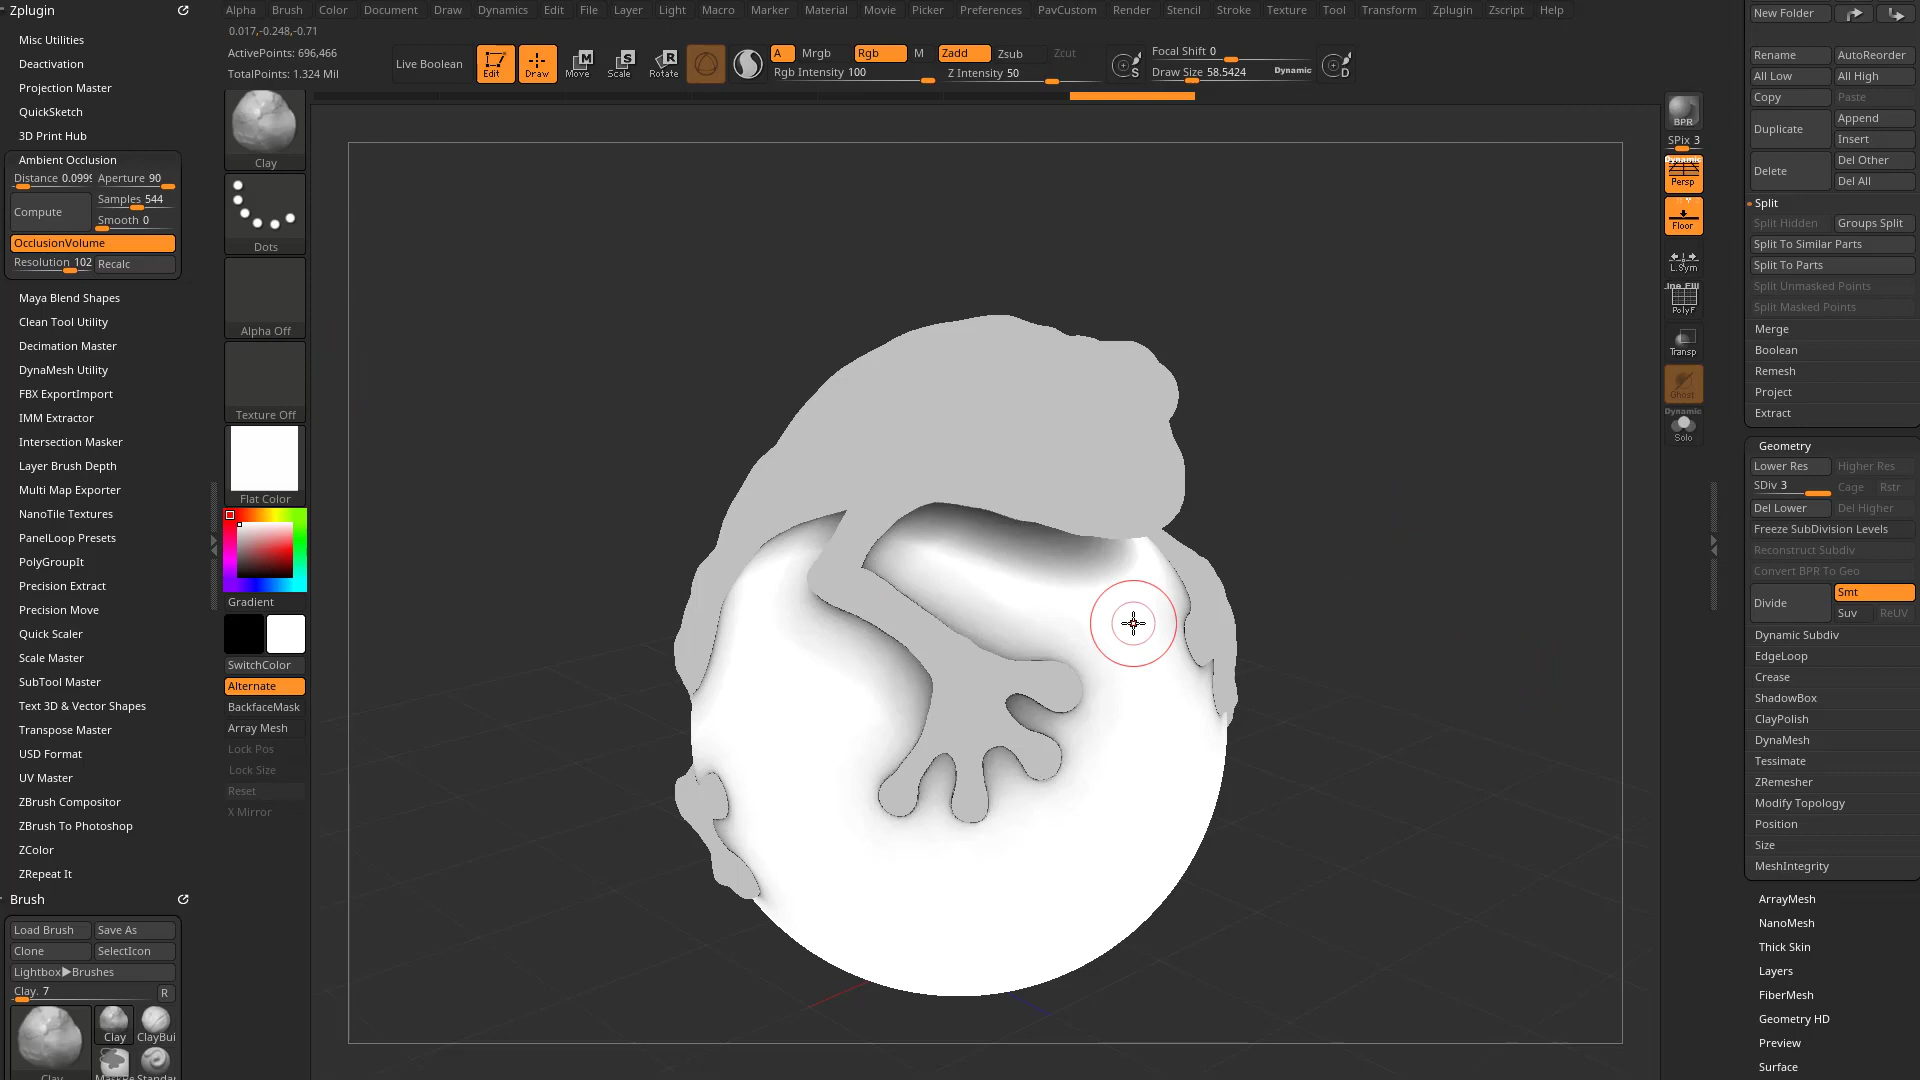 Zplugin
Alpha Brush Color Document Draw Dynamics Edit File Layer Light Macro Marker Material Movie Picker Preferences PavCustom Render Stencil Stroke Texture Tool Transform Zplugin Zscript Help
0.017,-0.248,-0.71
ActivePoints: 696,466
TotalPoints: 1.324 Mil
Live Boolean
Edit
Draw
Move
Scale
Rotate
A Mrgb Rgb M Zadd Zsub Zcut
Rgb Intensity 100
Z Intensity 50
Focal Shift 0
Draw Size 58.5424 Dynamic
Misc Utilities
Deactivation
Projection Master
QuickSketch
3D Print Hub
Ambient Occlusion
Distance 0.099 Aperture 90
Compute
Samples 544
Smooth 0
OcclusionVolume
Resolution 102 Recalc
Maya Blend Shapes
Clean Tool Utility
Decimation Master
DynaMesh Utility
FBX ExportImport
IMM Extractor
Intersection Masker
Layer Brush Depth
Multi Map Exporter
NanoTile Textures
PanelLoop Presets
PolyGroupIt
Precision Extract
Precision Move
Quick Scaler
Scale Master
SubTool Master
Text 3D & Vector Shapes
Transpose Master
USD Format
UV Master
ZBrush Compositor
ZBrush To Photoshop
ZColor
ZRepeat It
Brush
Load Brush Save As
Clone SelectIcon
Lightbox▶Brushes
Clay. 7 R
Clay ClayBui
Clay
Dots
Alpha Off
Texture Off
Flat Color
Gradient
SwitchColor
Alternate
BackfaceMask
Array Mesh
Lock Pos
Lock Size
Reset
X Mirror
BPR
SPix 3
Dynamic
Persp
Floor
L.Sym
Line Fill
PolyF
Transp
Ghost
Dynamic
Solo
New Folder
Rename AutoReorder
All Low All High
Copy Paste
Duplicate
Append
Insert
Delete
Del Other
Del All
Split
Split Hidden Groups Split
Split To Similar Parts
Split To Parts
Split Unmasked Points
Split Masked Points
Merge
Boolean
Remesh
Project
Extract
Geometry
Lower Res Higher Res
SDiv 3 Cage Rstr
Del Lower Del Higher
Freeze SubDivision Levels
Reconstruct Subdiv
Convert BPR To Geo
Divide
Smt
Suv ReUV
Dynamic Subdiv
EdgeLoop
Crease
ShadowBox
ClayPolish
DynaMesh
Tessimate
ZRemesher
Modify Topology
Position
Size
MeshIntegrity
ArrayMesh
NanoMesh
Thick Skin
Layers
FiberMesh
Geometry HD
Preview
Surface